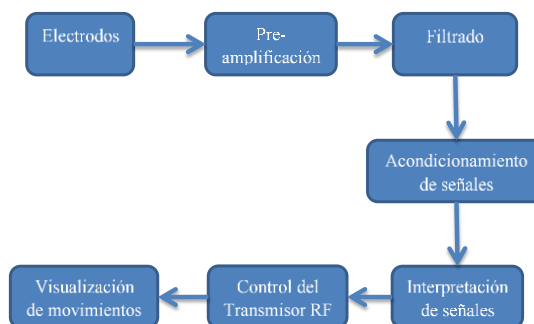 Electrodos
Pre-
amplificación
Filtrado
Acondicionamiento
de señales
Interpretación
de señales
Control del
Transmisor RF
Visualización
de movimientos